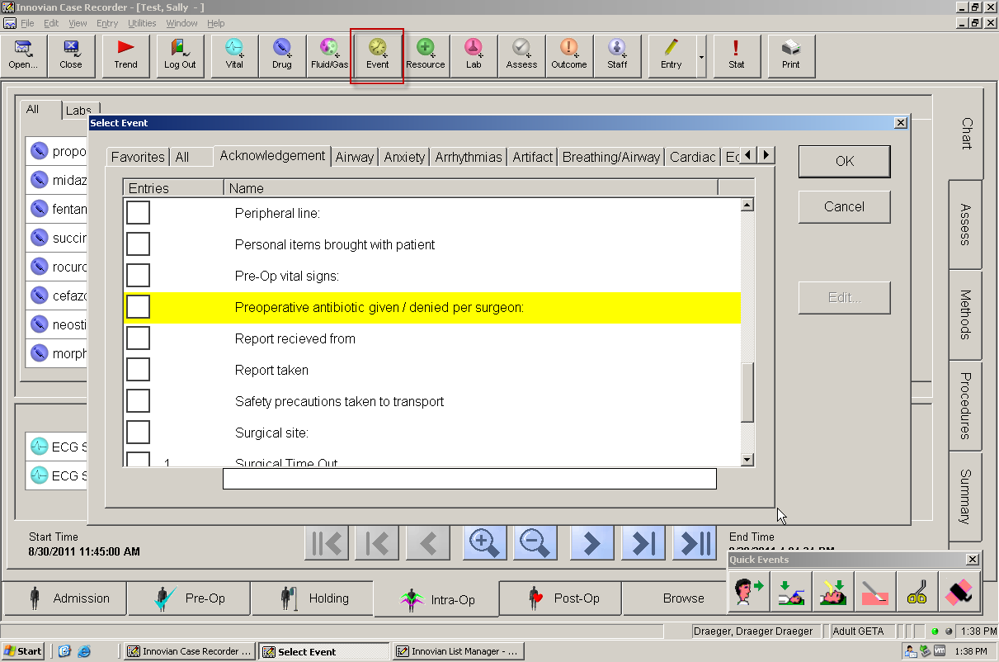 Innovian Case Recorder - [Test, Sally - ]
File Edit View Entry Utilities Window Help
Open... Close Trend Log Out Vital Drug Fluid/Gas Event Resource Lab Assess Outcome Staff Entry Stat Print
All Labs
Select Event
Favorites All Acknowledgement Airway Anxiety Arrhythmias Artifact Breathing/Airway Cardiac Ec
Entries Name
Peripheral line:
Personal items brought with patient
Pre-Op vital signs:
Preoperative antibiotic given / denied per surgeon:
Report recieved from
Report taken
Safety precautions taken to transport
Surgical site:
1 Surgical Time Out
OK
Cancel
Edit...
propo
midaz
fentan
succin
rocuro
cefazo
neosti
morph
ECG S
ECG S
Chart
Assess
Methods
Procedures
Summary
Start Time
8/30/2011 11:45:00 AM
End Time
Quick Events
Admission Pre-Op Holding Intra-Op Post-Op Browse
Draeger, Draeger Draeger Adult GETA 1:38 PM
Start Innovian Case Recorder ... Select Event Innovian List Manager - ... vm 1:38 PM